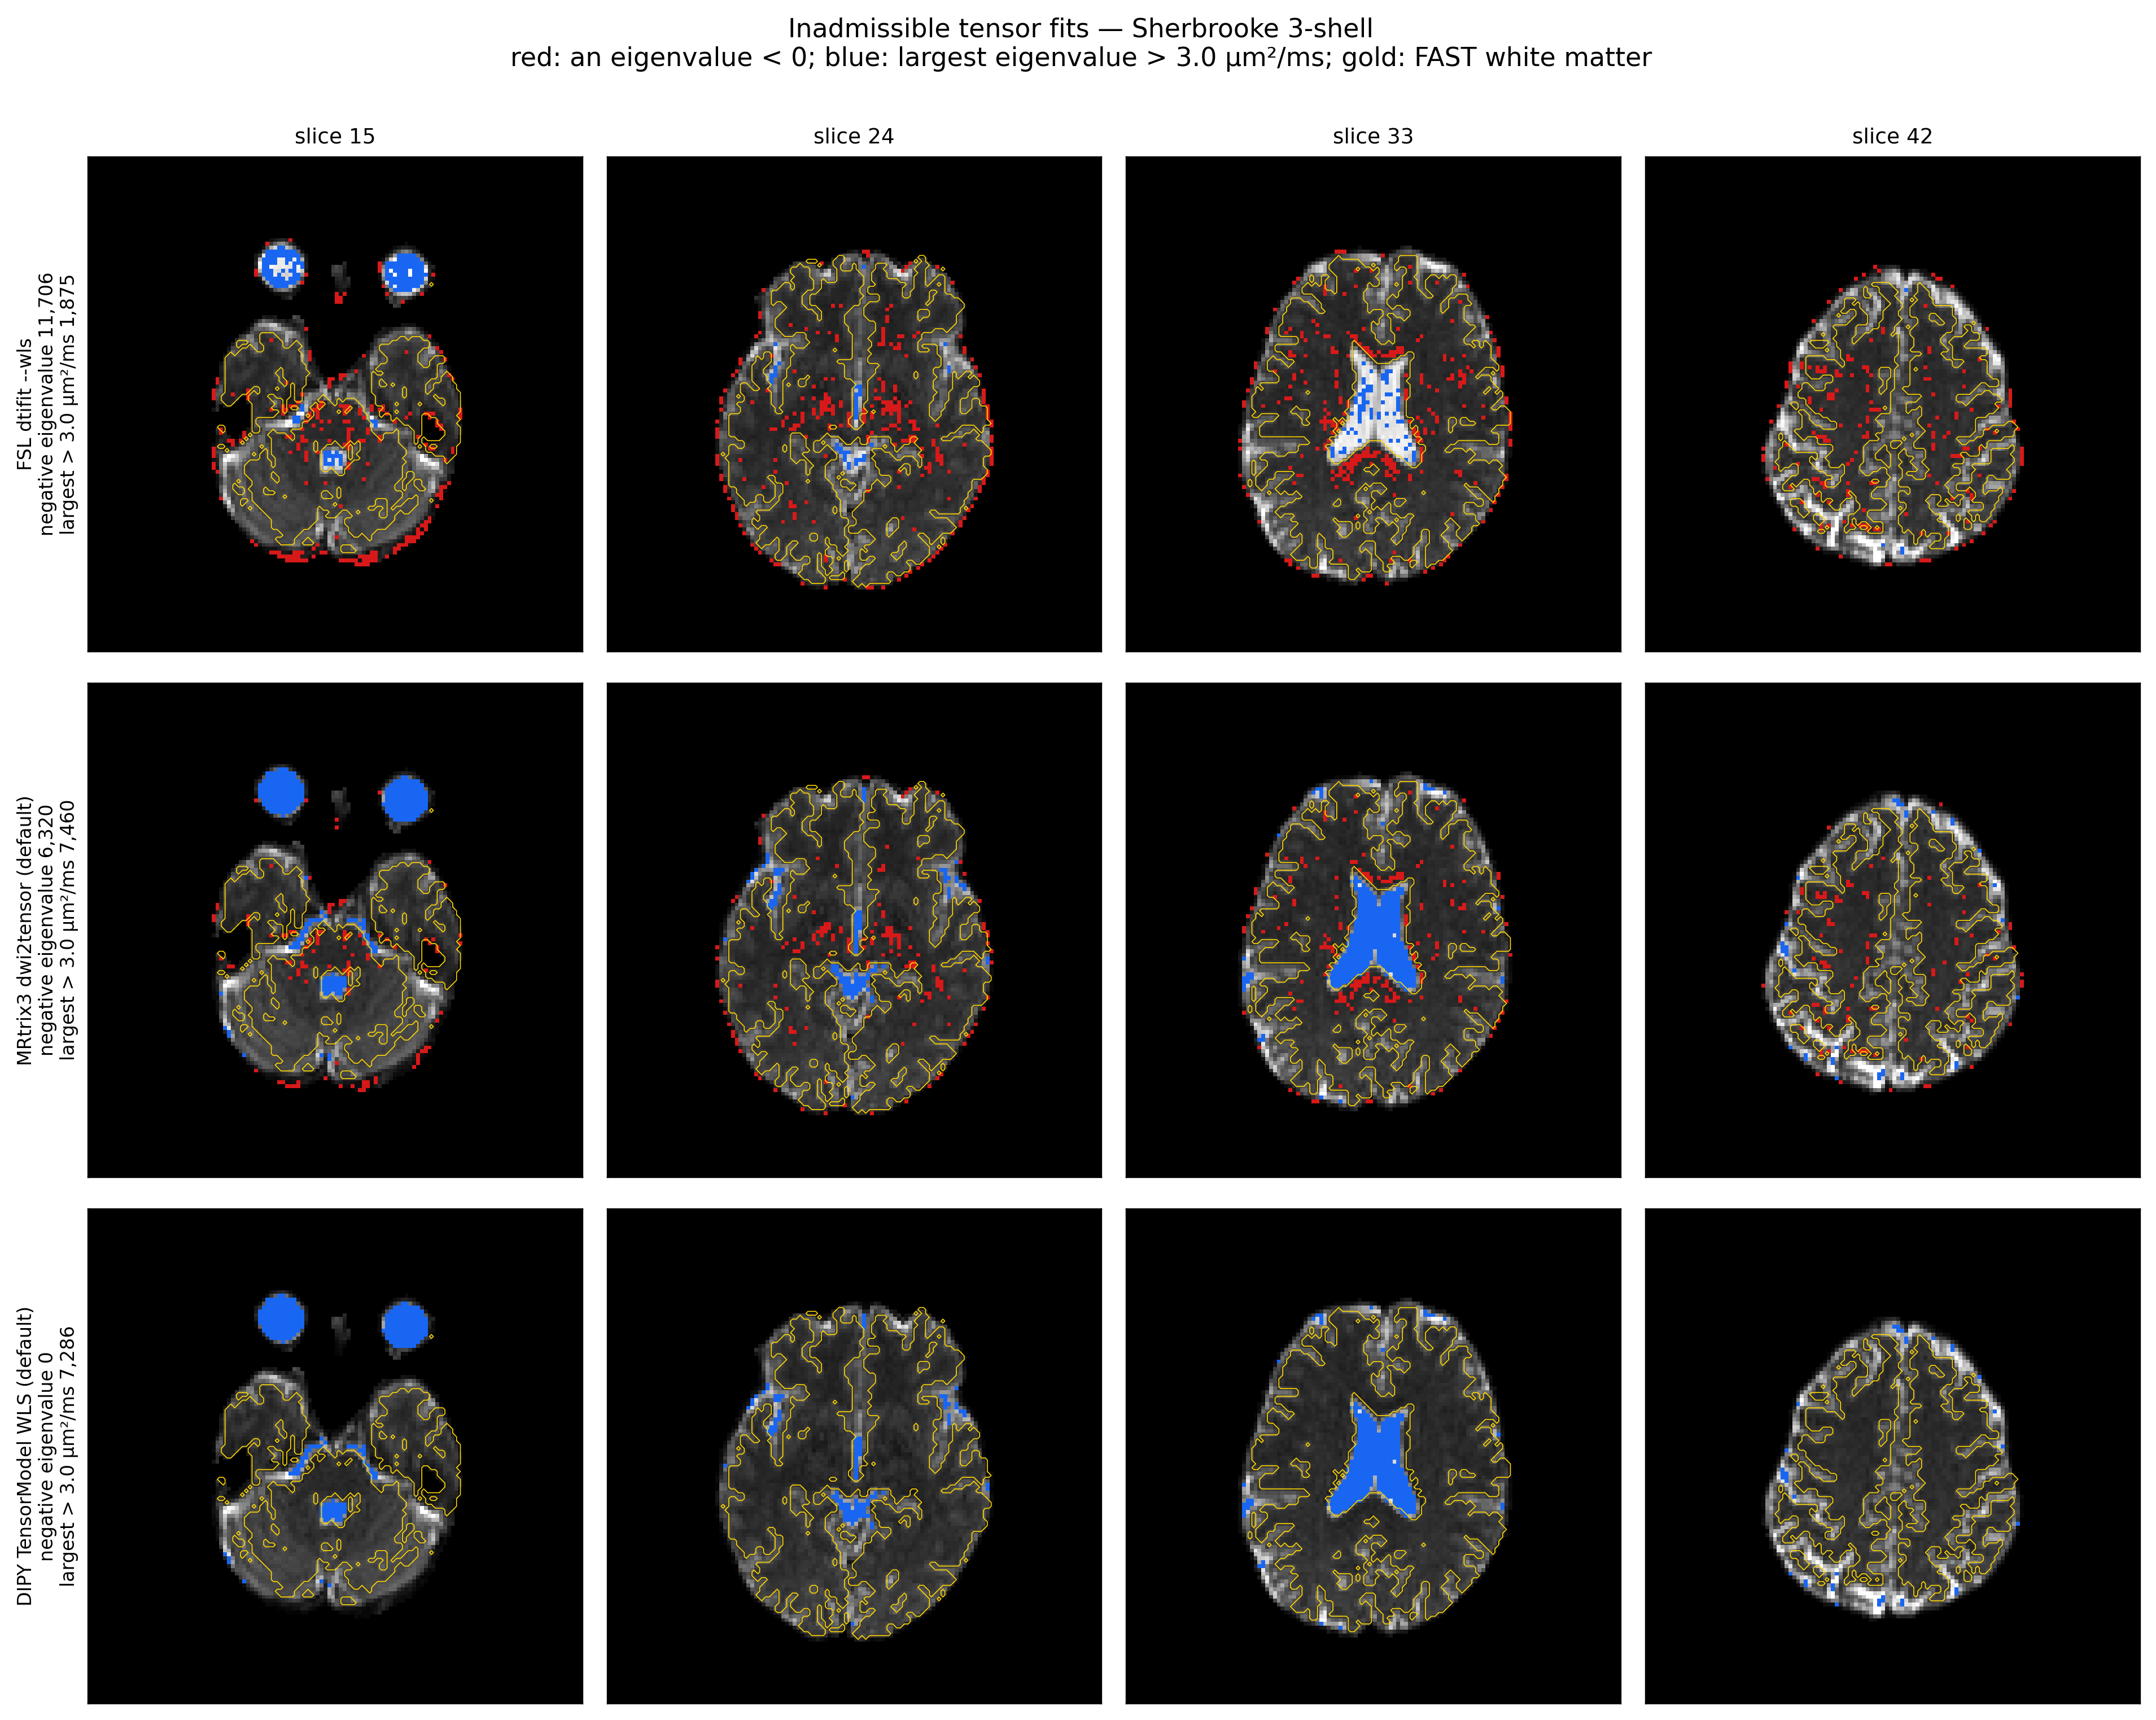 Inadmissible tensor fits — Sherbrooke 3-shell
red: an eigenvalue < 0; blue: largest eigenvalue > 3.0 µm²/ms; gold: FAST white matter
slice 15
slice 24
slice 33
slice 42
FSL dtifit --wls
negative eigenvalue 11,706
largest > 3.0 µm²/ms 1,875
MRtrix3 dwi2tensor (default)
negative eigenvalue 6,320
largest > 3.0 µm²/ms 7,460
DIPY TensorModel WLS (default)
negative eigenvalue 0
largest > 3.0 µm²/ms 7,286